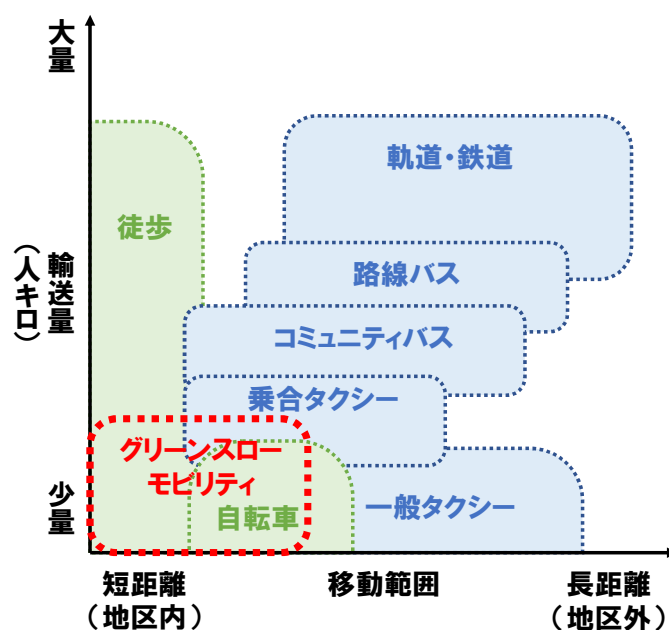 大量
輸送量
（人キロ）
少量
軌道・鉄道
徒歩
路線バス
コミュニティバス
乗合タクシー
グリーンスロー
モビリティ
自転車
一般タクシー
短距離
（地区内）
移動範囲
長距離
（地区外）